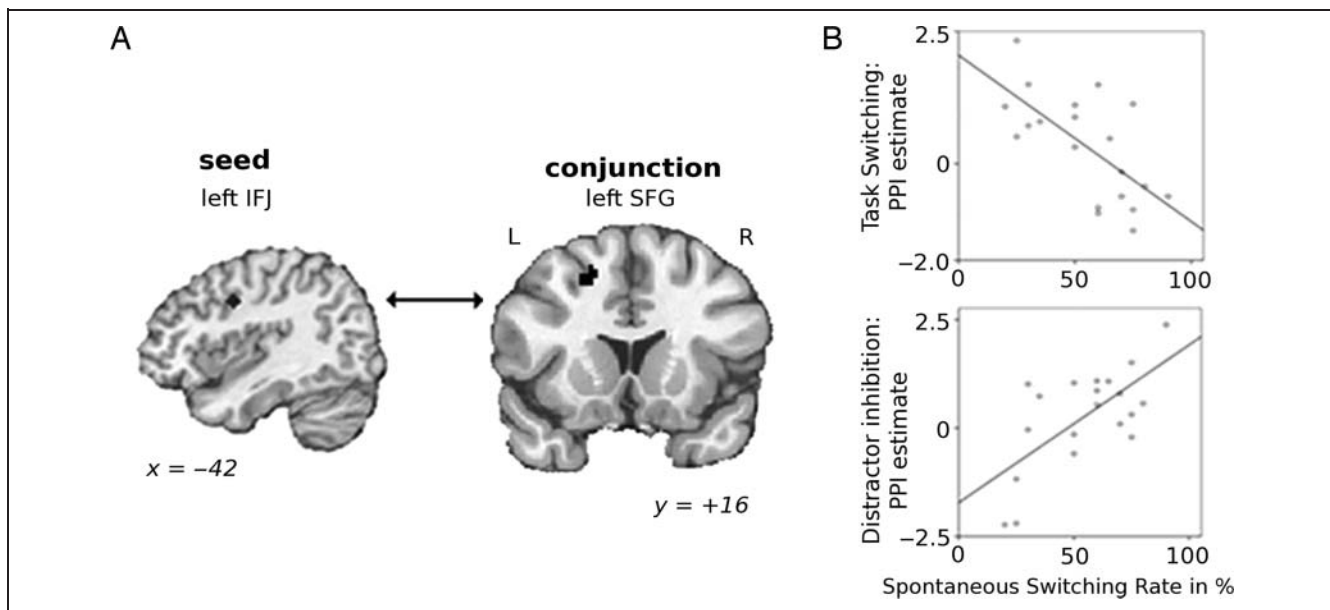 A
seed
left IFJ
conjunction
left SFG
L
R
x = –42
y = +16
B
Task Switching:
PPI estimate
2.5
0
−2.0
0
50
100
Distractor inhibition:
PPI estimate
2.5
0
−2.5
0
50
100
Spontaneous Switching Rate in %